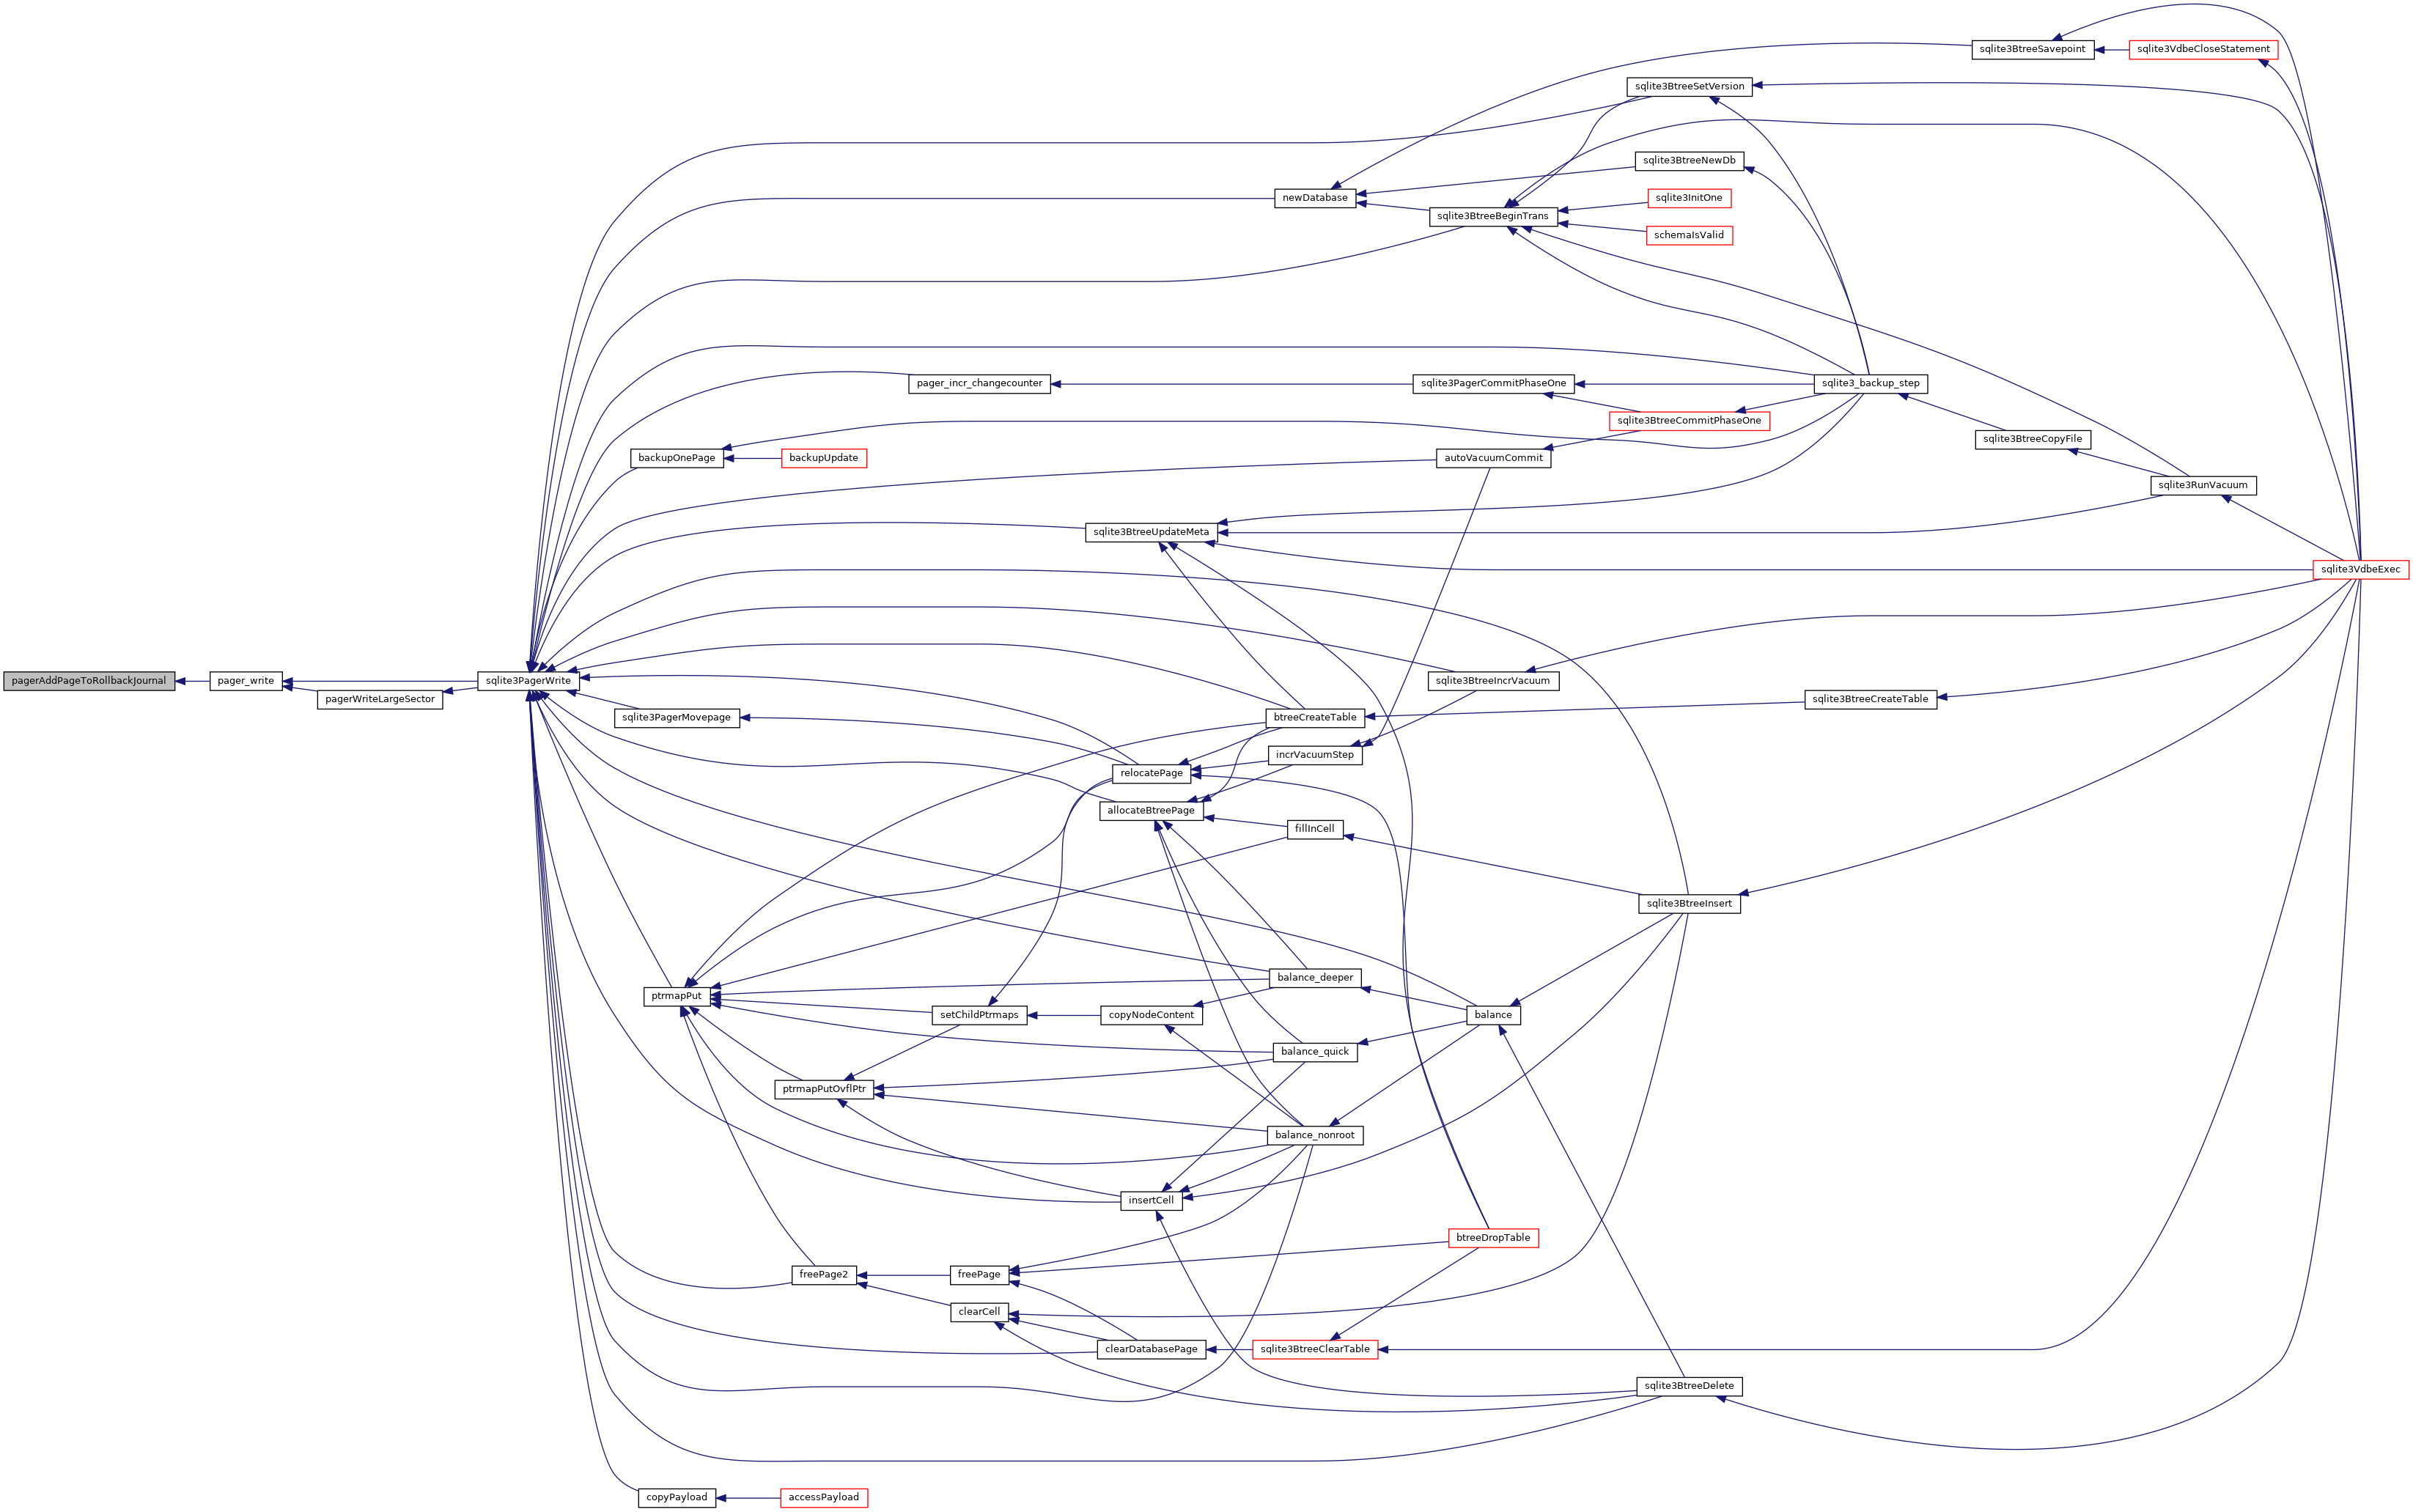 sqlite3BtreeSavepoint
sqlite3VdbeCloseStatement
sqlite3BtreeSetVersion
sqlite3BtreeNewDb
newDatabase
sqlite3InitOne
sqlite3BtreeBeginTrans
schemaIsValid
pager_incr_changecounter
sqlite3PagerCommitPhaseOne
sqlite3_backup_step
sqlite3BtreeCommitPhaseOne
sqlite3BtreeCopyFile
backupOnePage
backupUpdate
autoVacuumCommit
sqlite3RunVacuum
sqlite3BtreeUpdateMeta
sqlite3VdbeExec
pagerAddPageToRollbackJournal
pager_write
sqlite3PagerWrite
sqlite3BtreeIncrVacuum
pagerWriteLargeSector
sqlite3BtreeCreateTable
sqlite3PagerMovepage
btreeCreateTable
incrVacuumStep
relocatePage
allocateBtreePage
fillInCell
sqlite3BtreeInsert
balance_deeper
ptrmapPut
setChildPtrmaps
copyNodeContent
balance
balance_quick
ptrmapPutOvflPtr
balance_nonroot
insertCell
btreeDropTable
freePage2
freePage
clearCell
clearDatabasePage
sqlite3BtreeClearTable
sqlite3BtreeDelete
copyPayload
accessPayload